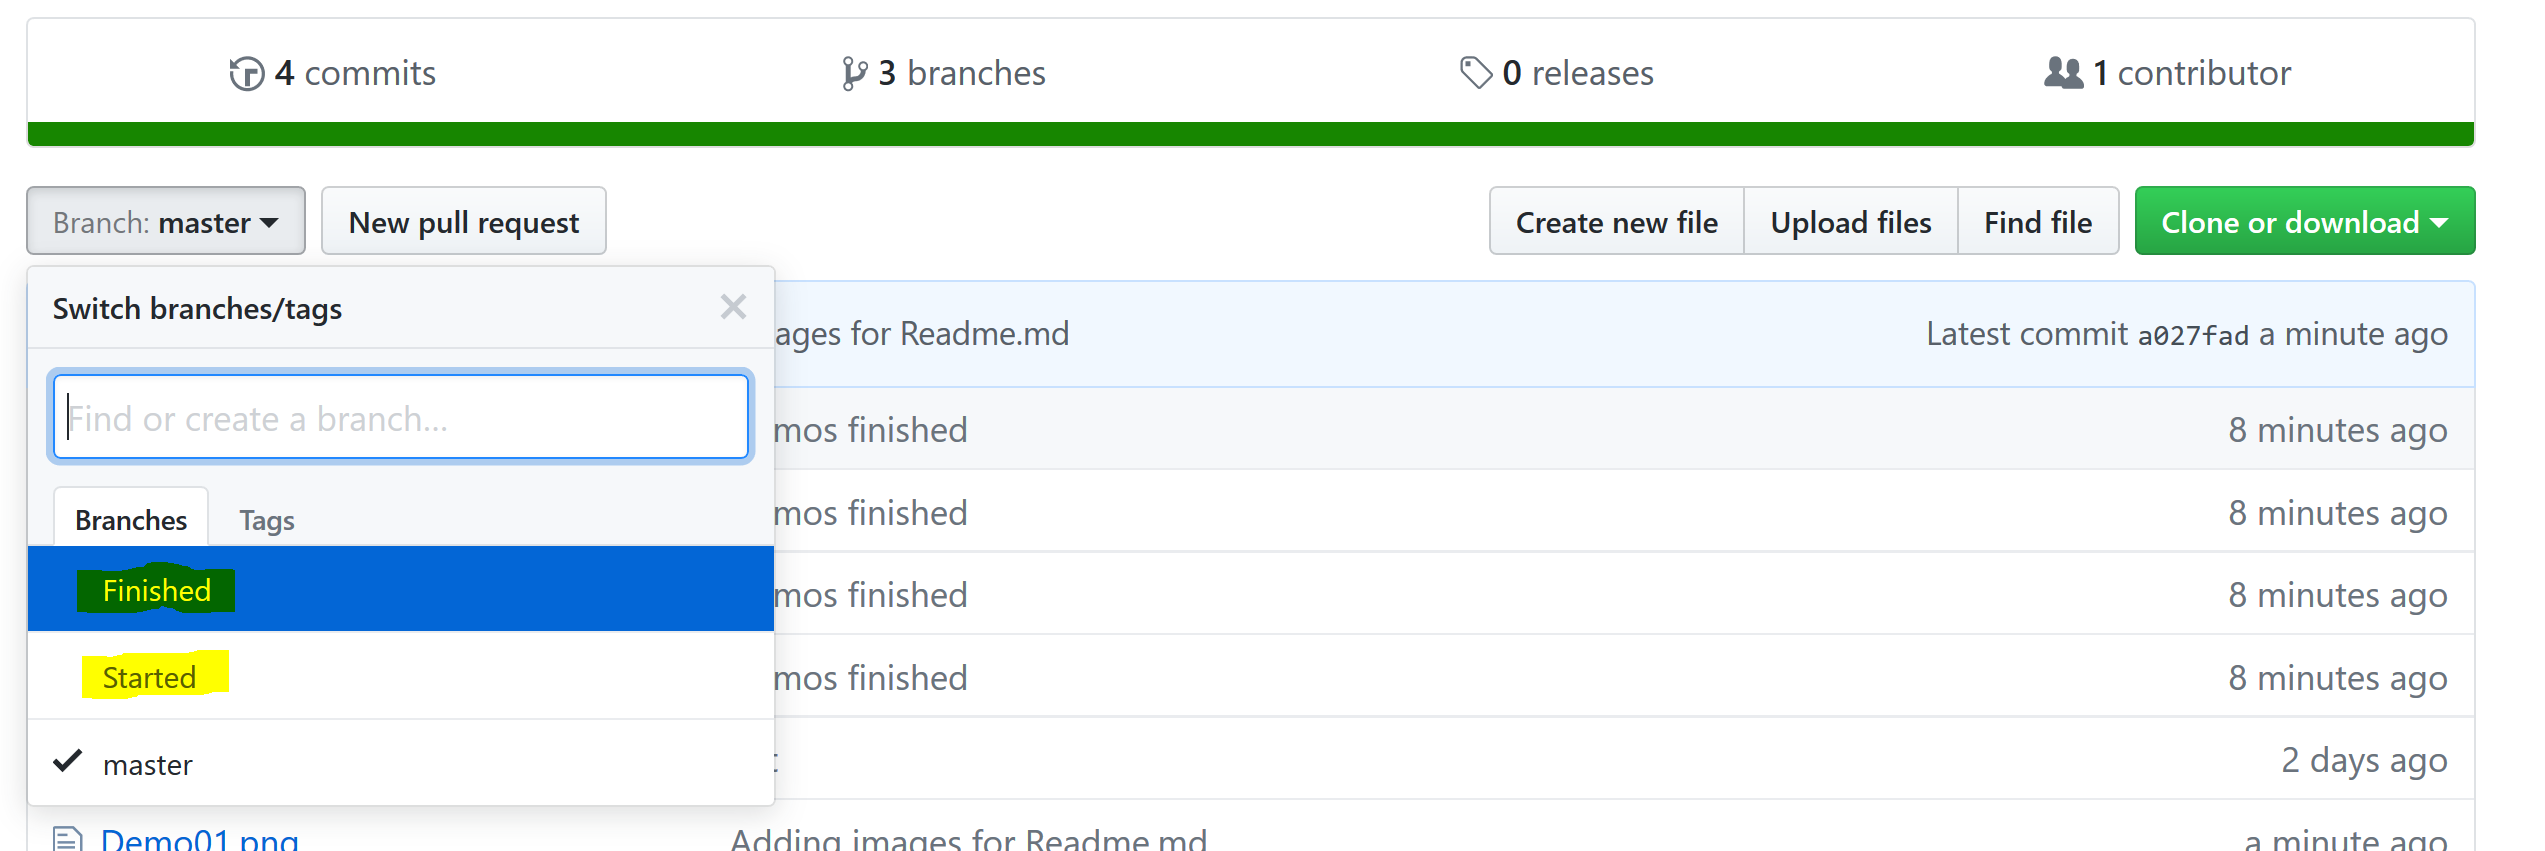 4 commits
3 branches
0 releases
1 contributor
Branch: master
New pull request
Create new file
Upload files
Find file
Clone or download
Switch branches/tags
ages for Readme.md
Latest commit a027fad a minute ago
Find or create a branch...
mos finished
8 minutes ago
Branches
Tags
mos finished
8 minutes ago
Finished
mos finished
8 minutes ago
Started
mos finished
8 minutes ago
master
2 days ago
Demo01.png
Adding images for Readme.md
a minute ago